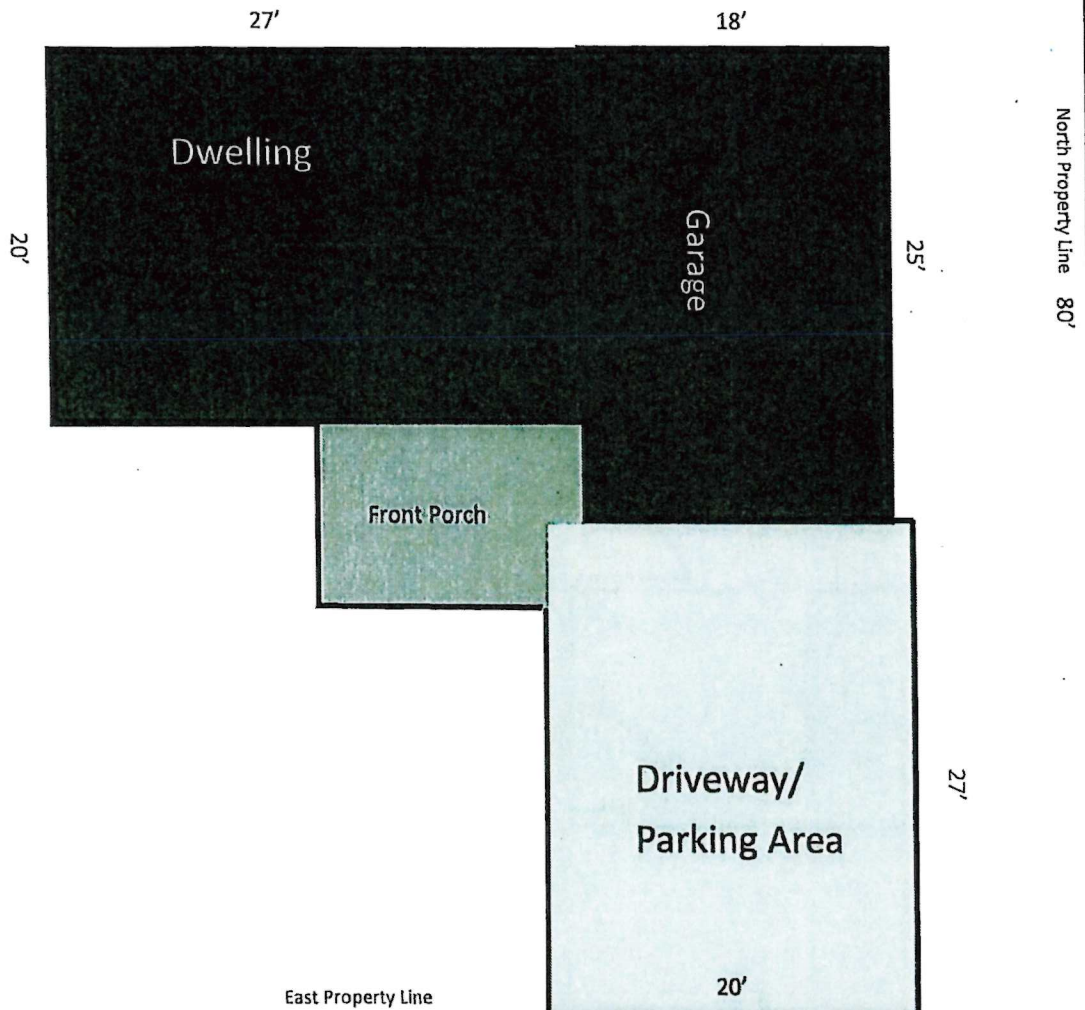 27'
18'
Dwelling
Garage
20'
25'
North Property Line 80'
Front Porch
Driveway/
Parking Area
27'
20'
East Property Line